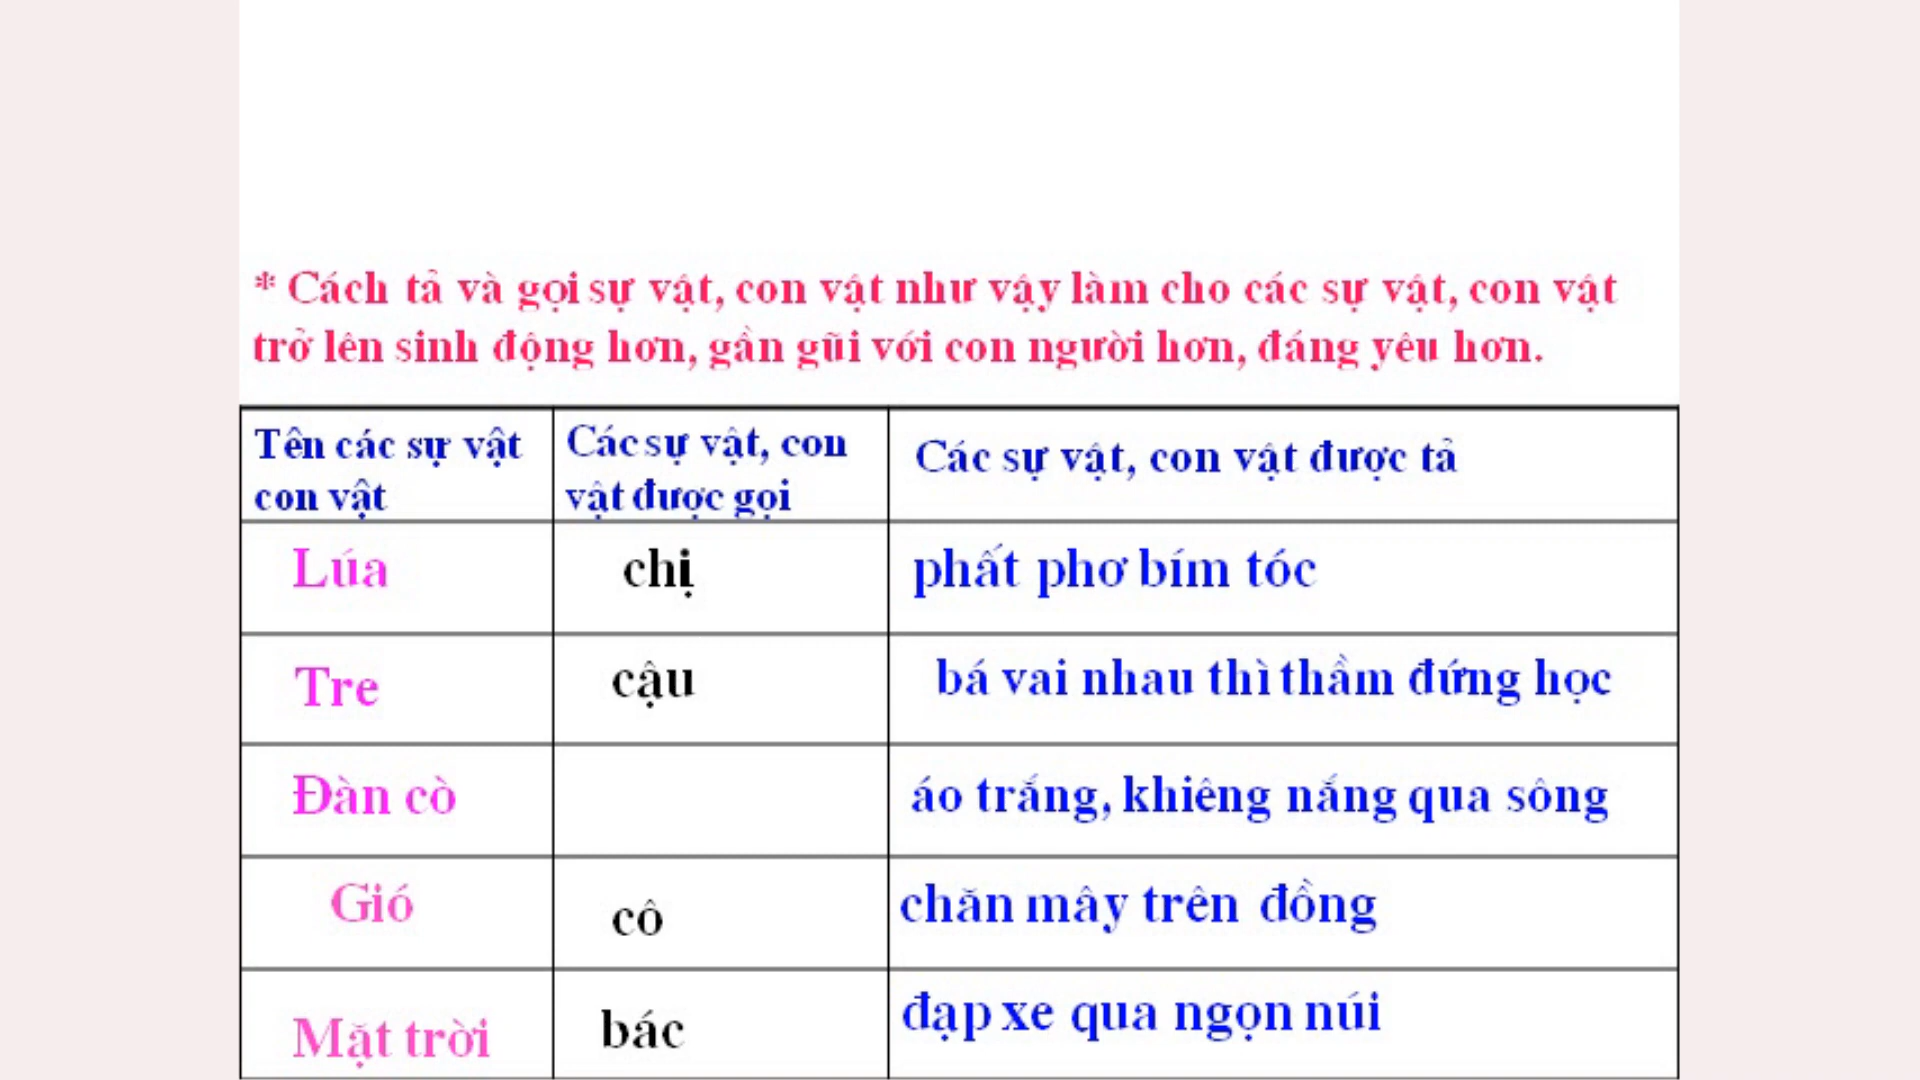 * Cách tả và gọi sự vật, con vật như vậy làm cho các sự vật, con vật
trở lên sinh động hơn, gần gũi với con người hơn, đáng yêu hơn.
Tên các sự vật
con vật
Các sự vật, con
vật được gọi
Các sự vật, con vật được tả
Lúa
chị
phất phơ bím tóc
Tre
cậu
bá vai nhau thì thầm đứng học
Đàn cò
áo trắng, khiêng nắng qua sông
Gió
cô
chăn mây trên đồng
Mặt trời
bác
đạp xe qua ngọn núi